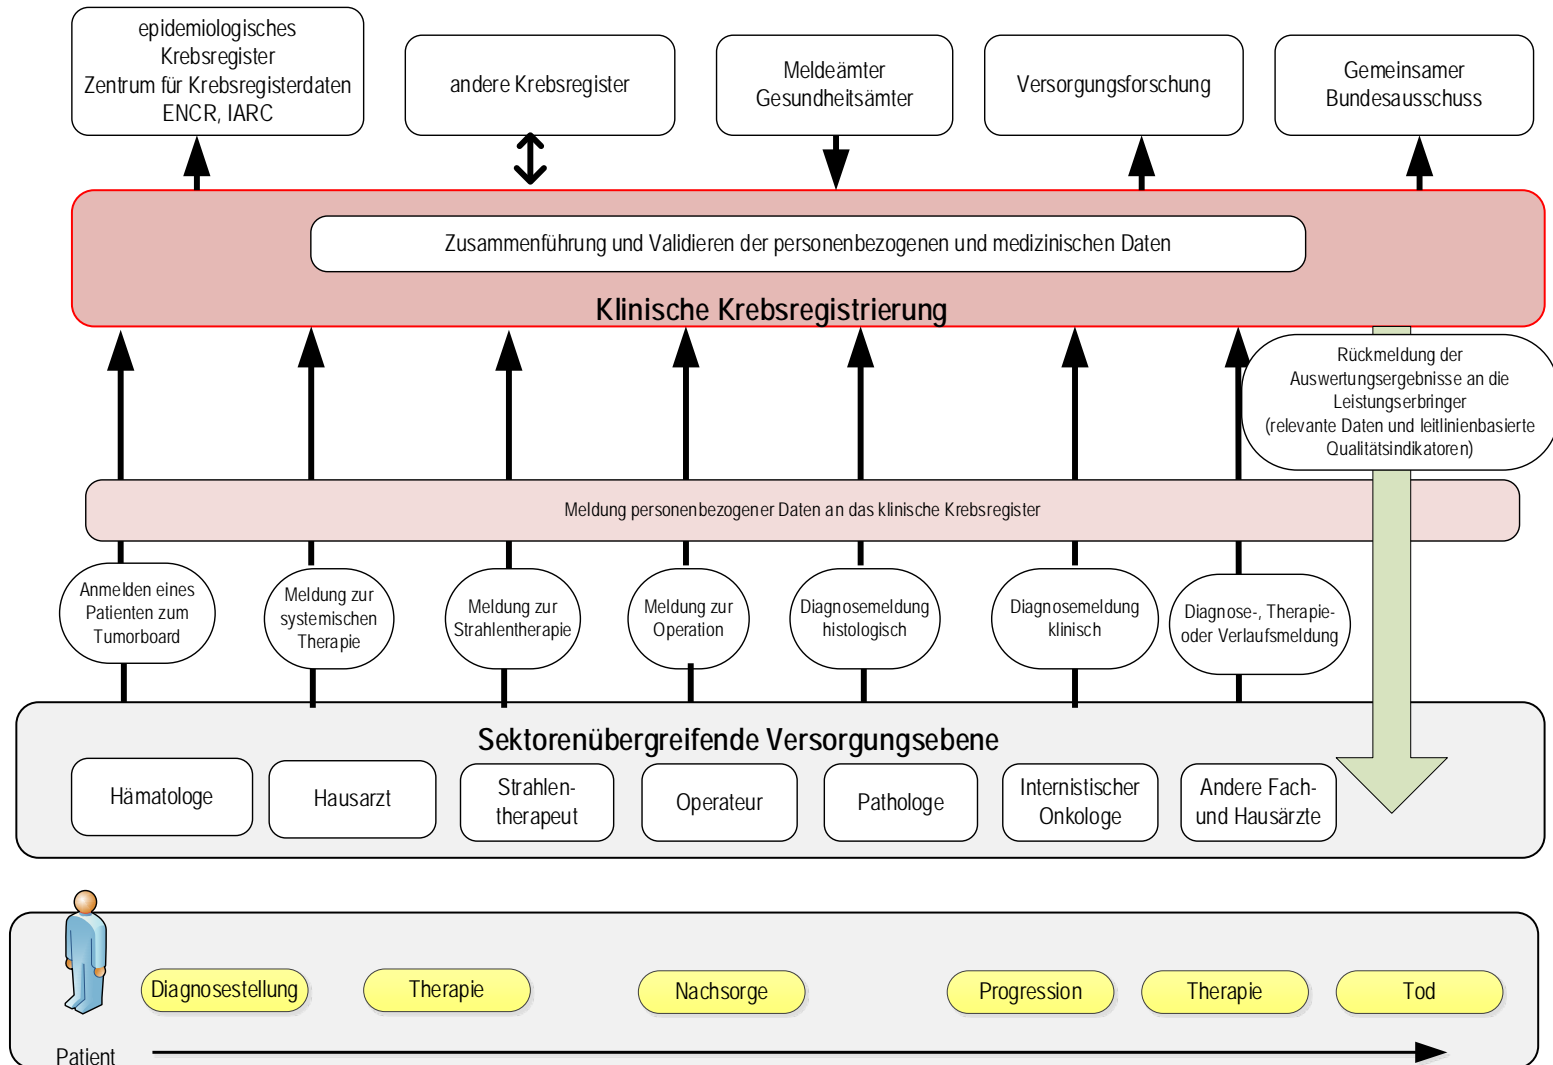 epidemiologisches
Krebsregister
Zentrum für Krebsregisterdaten
ENCR, IARC
andere Krebsregister
Meldeämter
Gesundheitsämter
Versorgungsforschung
Gemeinsamer
Bundesausschuss
Zusammenführung und Validieren der personenbezogenen und medizinischen Daten
Klinische Krebsregistrierung
Rückmeldung der
Auswertungsergebnisse an die
Leistungserbringer
(relevante Daten und leitlinienbasierte
Qualitätsindikatoren)
Meldung personenbezogener Daten an das klinische Krebsregister
Anmelden eines
Patienten zum
Tumorboard
Meldung zur
systemischen
Therapie
Meldung zur
Strahlentherapie
Meldung zur
Operation
Diagnosemeldung
histologisch
Diagnosemeldung
klinisch
Diagnose-, Therapie-
oder Verlaufsmeldung
Sektorenübergreifende Versorgungsebene
Hämatologe
Hausarzt
Strahlen-
therapeut
Operateur
Pathologe
Internistischer
Onkologe
Andere Fach-
und Hausärzte
Diagnosestellung
Therapie
Nachsorge
Progression
Therapie
Tod
Patient